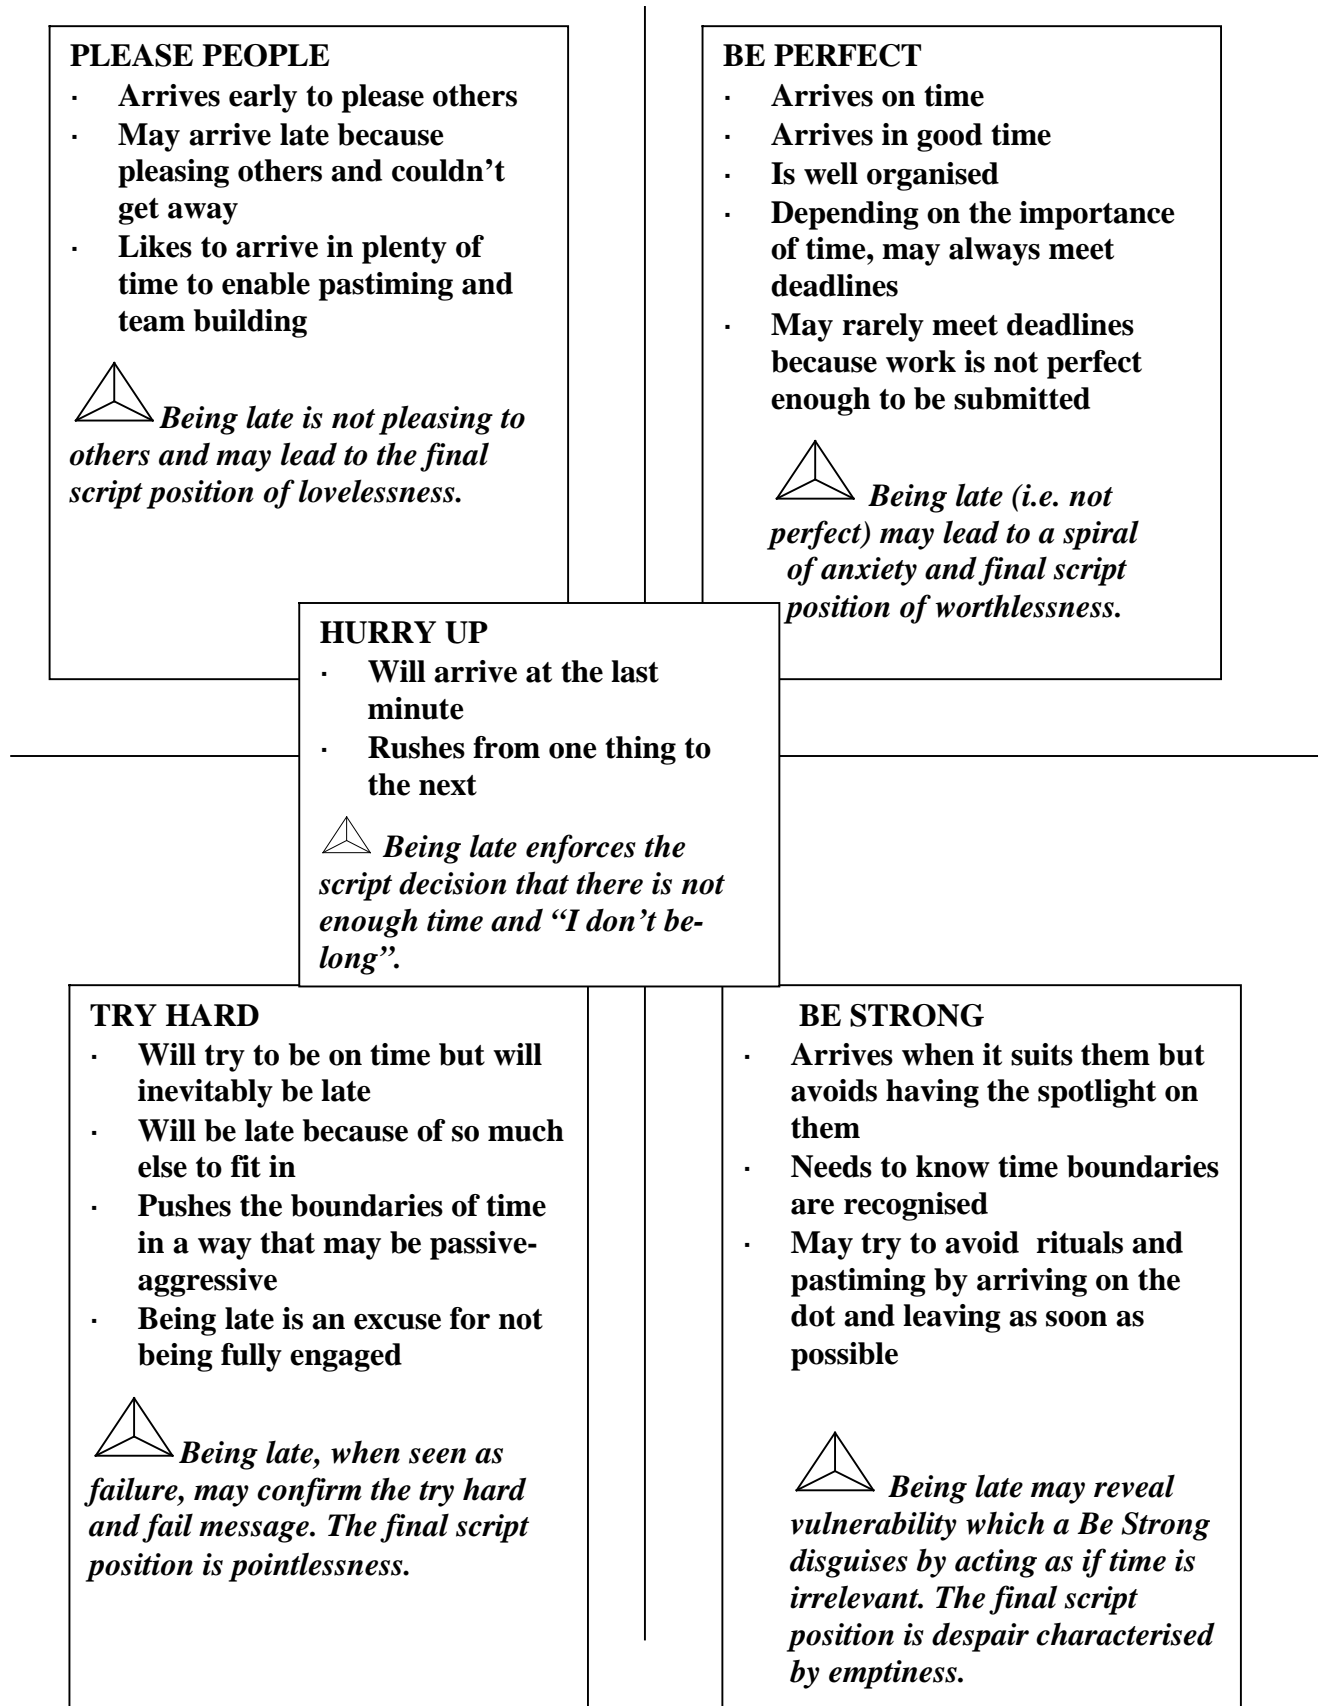 PLEASE PEOPLE
· Arrives early to please others
· May arrive late because
pleasing others and couldn’t
get away
· Likes to arrive in plenty of
time to enable pastiming and
team building
Being late is not pleasing to
others and may lead to the final
script position of lovelessness.
BE PERFECT
· Arrives on time
· Arrives in good time
· Is well organised
· Depending on the importance
of time, may always meet
deadlines
· May rarely meet deadlines
because work is not perfect
enough to be submitted
Being late (i.e. not
perfect) may lead to a spiral
of anxiety and final script
position of worthlessness.
HURRY UP
· Will arrive at the last
minute
· Rushes from one thing to
the next
Being late enforces the
script decision that there is not
enough time and “I don’t be-
long”.
TRY HARD
· Will try to be on time but will
inevitably be late
· Will be late because of so much
else to fit in
· Pushes the boundaries of time
in a way that may be passive-
aggressive
· Being late is an excuse for not
being fully engaged
Being late, when seen as
failure, may confirm the try hard
and fail message. The final script
position is pointlessness.
BE STRONG
· Arrives when it suits them but
avoids having the spotlight on
them
· Needs to know time boundaries
are recognised
· May try to avoid rituals and
pastiming by arriving on the
dot and leaving as soon as
possible
Being late may reveal
vulnerability which a Be Strong
disguises by acting as if time is
irrelevant. The final script
position is despair characterised
by emptiness.